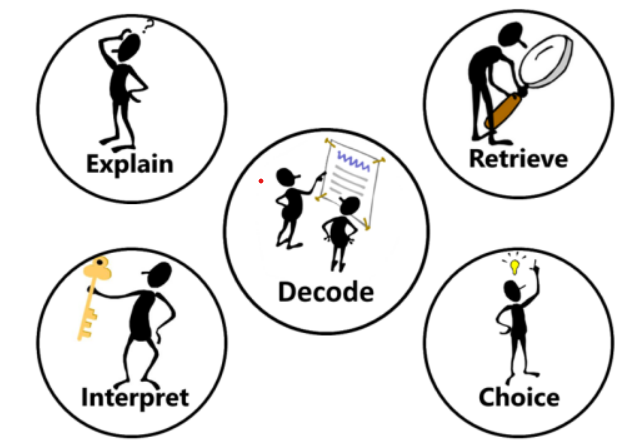 ?
Explain
Retrieve
Decode
Interpret
Choice